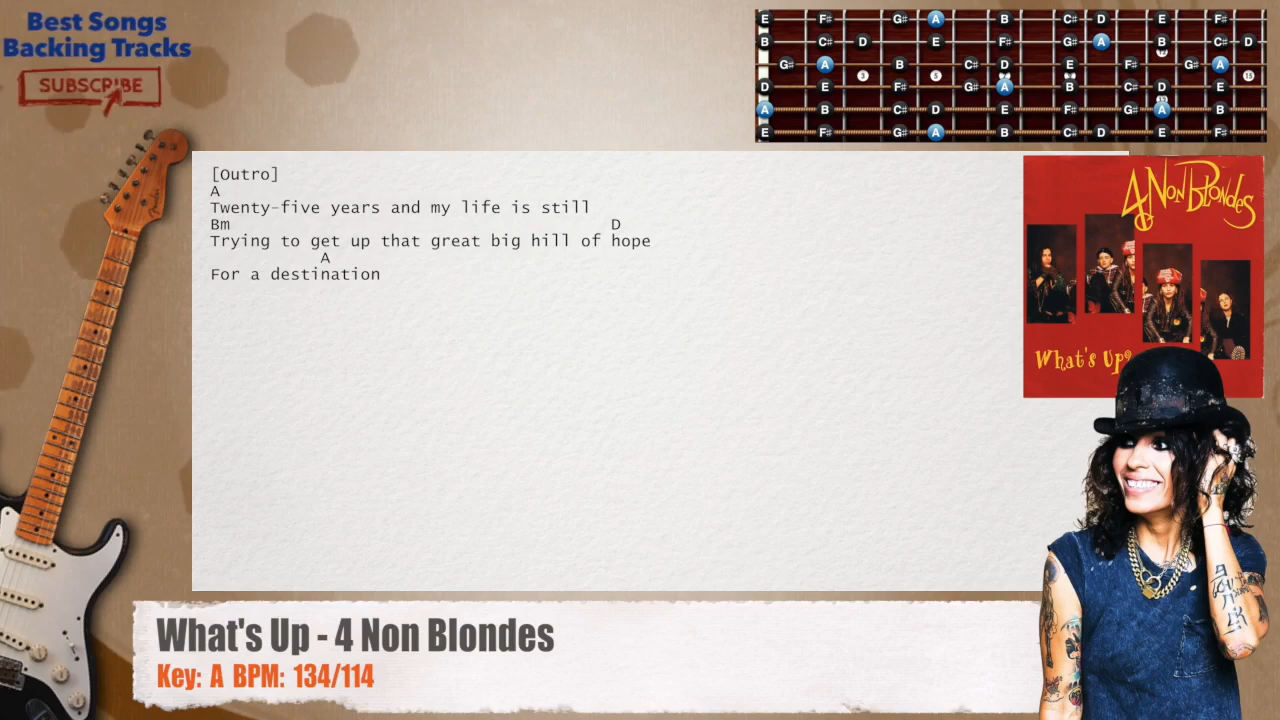 Best Songs
Backing Tracks
SUBSCRIBE
E F# G# A B C# D E F#
B C# D E F# G# A B C# D
G# A B C# D E F# G# A
D E F# G# A B C# D E
A B C# D E F# G# A B
E F# G# A B C# D E F#
[Outro]
A
Twenty-five years and my life is still
Bm D
Trying to get up that great big hill of hope
A
For a destination
4 Non Blondes
What's Up?
What's Up - 4 Non Blondes
Key: A BPM: 134/114